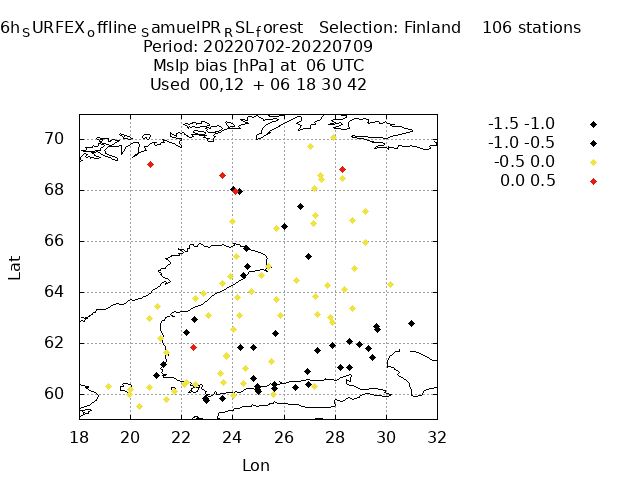 6hSURFEXoffline SamuelPRRSLforest Selection: Finland 106 stations
Period: 20220702-20220709
Mslp bias [hPa] at 06 UTC
Used 00,12 + 06 18 30 42
-1.5 -1.0
-1.0 -0.5
-0.5 0.0
0.0 0.5
70
68
66
64
62
60
Lat
18 20 22 24 26 28 30 32
Lon